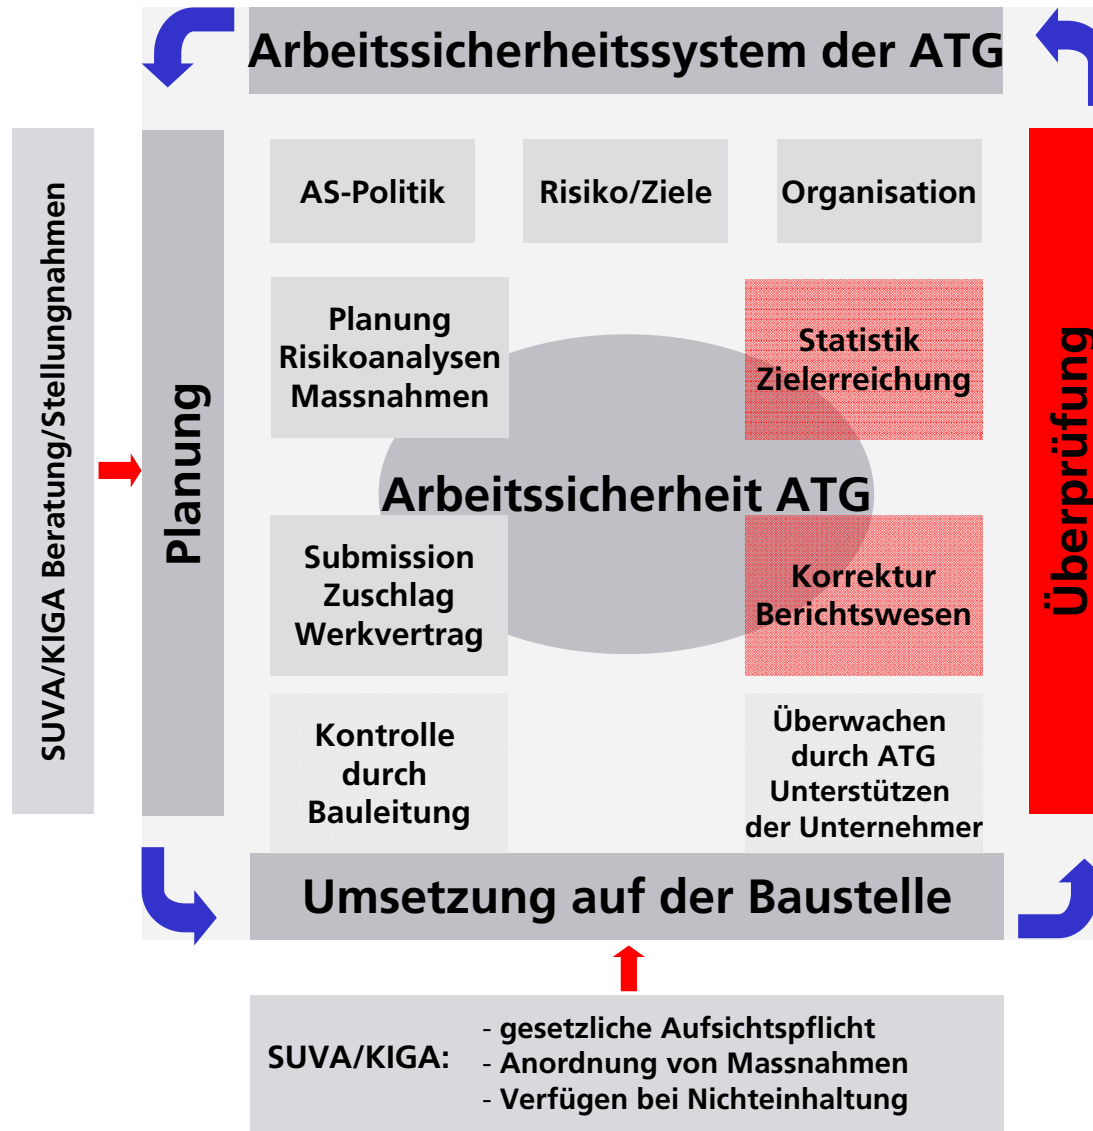 Arbeitssicherheitssystem der ATG
SUVA/KIGA Beratung/Stellungnahmen
Planung
AS-Politik
Risiko/Ziele
Organisation
Planung
Risikoanalysen
Massnahmen
Statistik
Zielerreichung
Arbeitssicherheit ATG
Submission
Zuschlag
Werkvertrag
Korrektur
Berichtswesen
Kontrolle
durch
Bauleitung
Überwachen
durch ATG
Unterstützen
der Unternehmer
Überprüfung
Umsetzung auf der Baustelle
SUVA/KIGA:
- gesetzliche Aufsichtspflicht
- Anordnung von Massnahmen
- Verfügen bei Nichteinhaltung